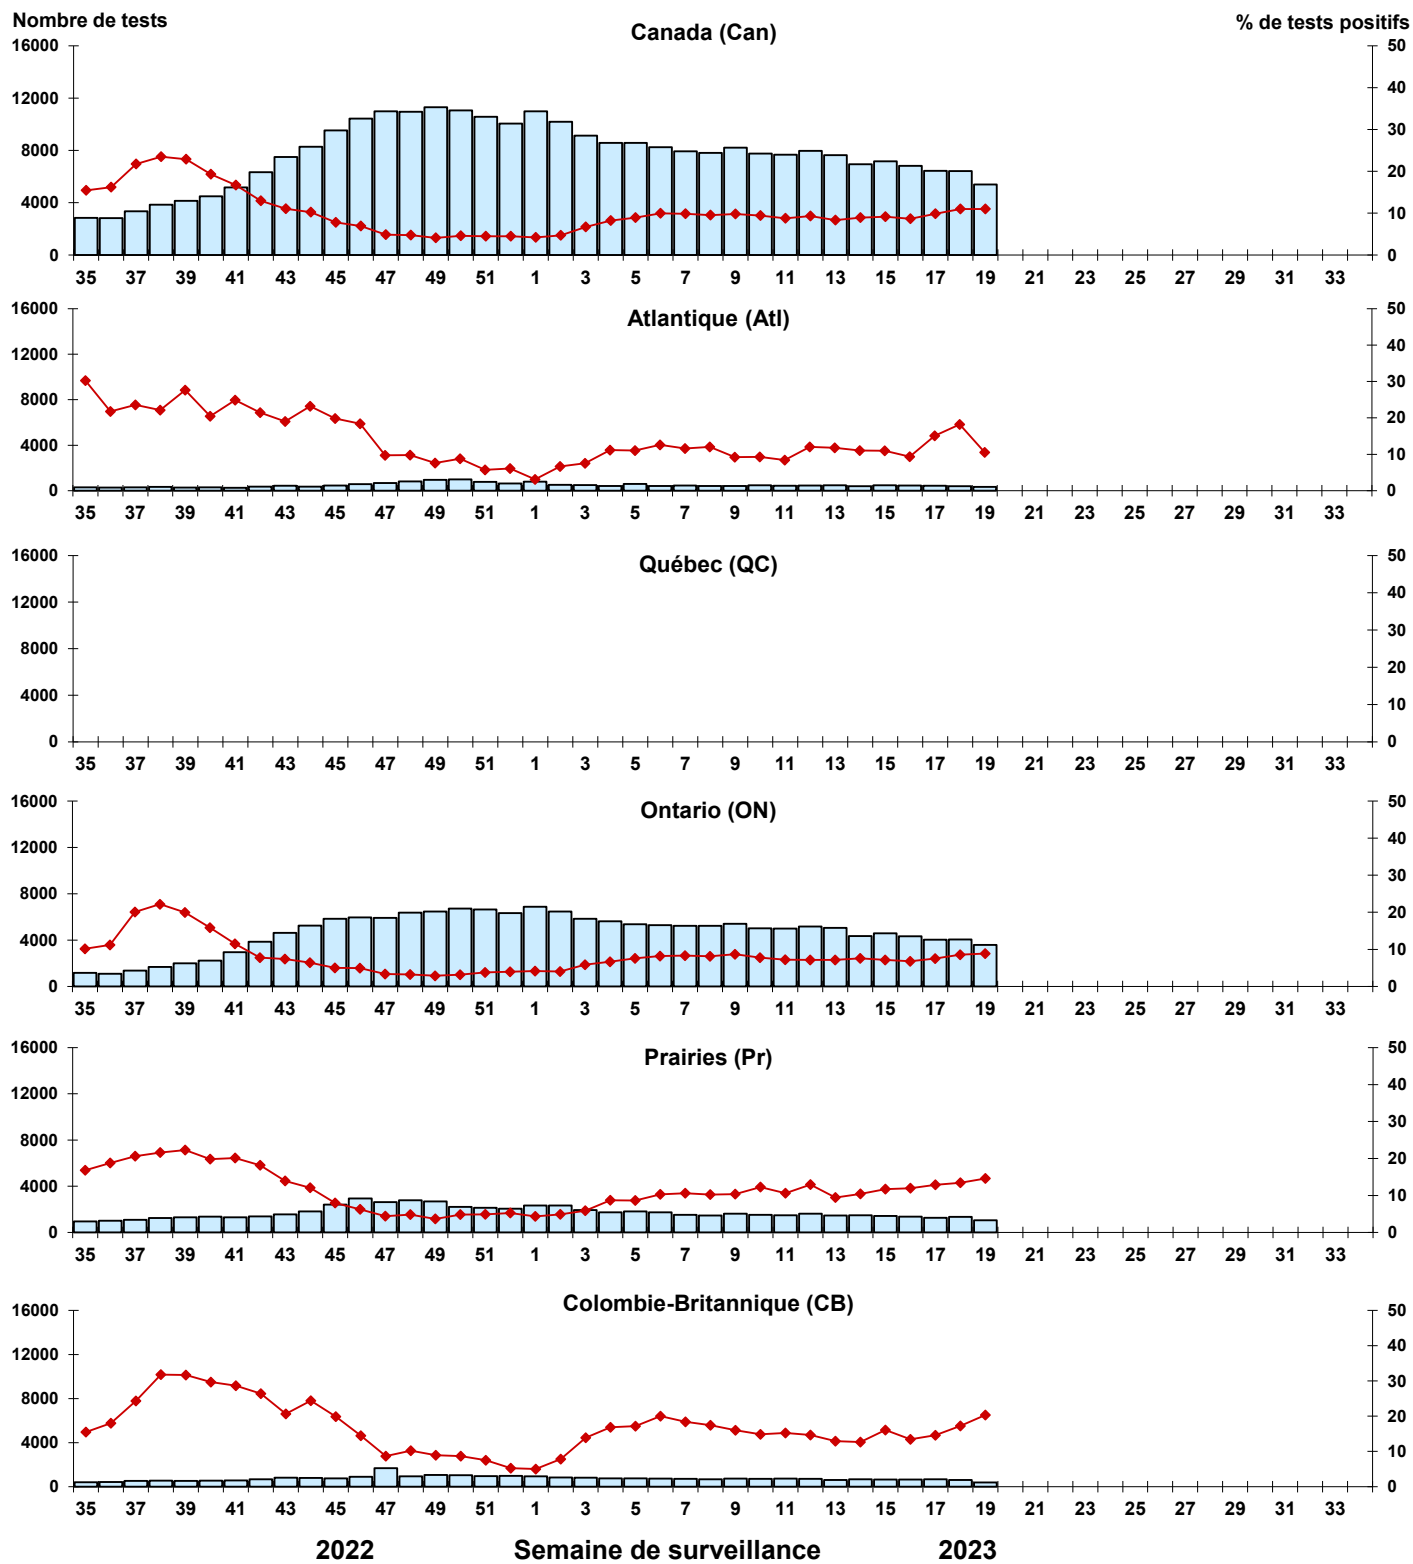 Nombre de tests
% de tests positifs
Canada (Can)
16000 50
12000 40
8000 30
4000 20
0 10
0
35 37 39 41 43 45 47 49 51 1 3 5 7 9 11 13 15 17 19 21 23 25 27 29 31 33
Atlantique (Atl)
16000 50
12000 40
8000 30
4000 20
0 10
0
35 37 39 41 43 45 47 49 51 1 3 5 7 9 11 13 15 17 19 21 23 25 27 29 31 33
Québec (QC)
16000 50
12000 40
8000 30
4000 20
0 10
0
35 37 39 41 43 45 47 49 51 1 3 5 7 9 11 13 15 17 19 21 23 25 27 29 31 33
Ontario (ON)
16000 50
12000 40
8000 30
4000 20
0 10
0
35 37 39 41 43 45 47 49 51 1 3 5 7 9 11 13 15 17 19 21 23 25 27 29 31 33
Prairies (Pr)
16000 50
12000 40
8000 30
4000 20
0 10
0
35 37 39 41 43 45 47 49 51 1 3 5 7 9 11 13 15 17 19 21 23 25 27 29 31 33
Colombie-Britannique (CB)
16000 50
12000 40
8000 30
4000 20
0 10
0
35 37 39 41 43 45 47 49 51 1 3 5 7 9 11 13 15 17 19 21 23 25 27 29 31 33
2022 Semaine de surveillance 2023